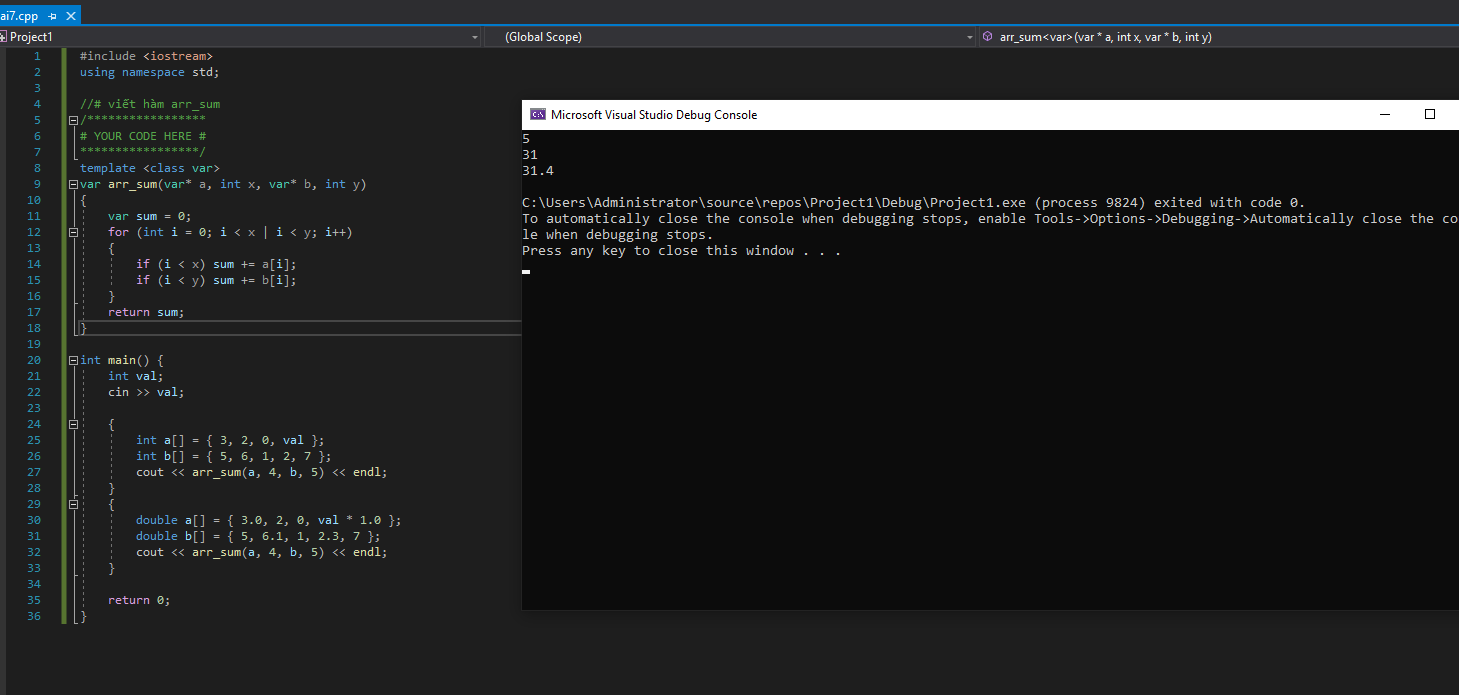 ai7.cpp
Project1
(Global Scope)
arr_sum<var>(var * a, int x, var * b, int y)
1 #include <iostream>
2 using namespace std;
3
4 //# viết hàm arr_sum
5 /*****************
6 # YOUR CODE HERE #
7 *****************/
8 template <class var>
9 var arr_sum(var* a, int x, var* b, int y)
10 {
11 var sum = 0;
12 for (int i = 0; i < x | i < y; i++)
13 {
14 if (i < x) sum += a[i];
15 if (i < y) sum += b[i];
16 }
17 return sum;
18 }
19
20 int main() {
21 int val;
22 cin >> val;
23
24 {
25 int a[] = { 3, 2, 0, val };
26 int b[] = { 5, 6, 1, 2, 7 };
27 cout << arr_sum(a, 4, b, 5) << endl;
28 }
29 {
30 double a[] = { 3.0, 2, 0, val * 1.0 };
31 double b[] = { 5, 6.1, 1, 2.3, 7 };
32 cout << arr_sum(a, 4, b, 5) << endl;
33 }
34
35 return 0;
36 }
C:\ Microsoft Visual Studio Debug Console
5
31
31.4
C:\Users\Administrator\source\repos\Project1\Debug\Project1.exe (process 9824) exited with code 0.
To automatically close the console when debugging stops, enable Tools->Options->Debugging->Automatically close the co
le when debugging stops.
Press any key to close this window . . .